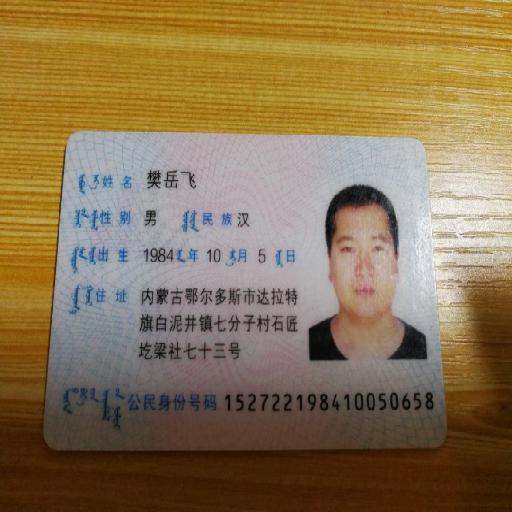 姓名 樊岳飞
性别 男 民族 汉
出生 1984 年 10 月 5 日
住址 内蒙古鄂尔多斯市达拉特
旗白泥井镇七分子村石匠
圪梁社七十三号
公民身份号码 152722198410050658